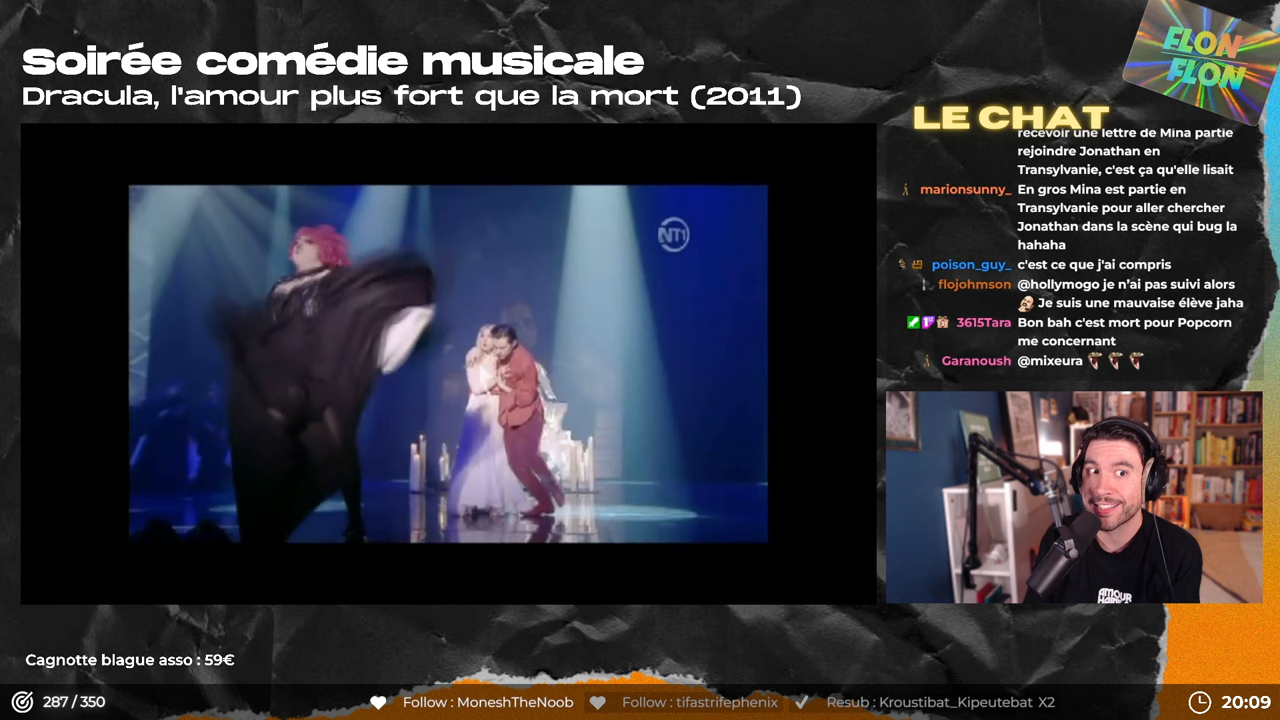 Soirée comédie musicale
Dracula, l'amour plus fort que la mort (2011)
FLON
FLON
LE CHAT
recevoir une lettre de Mina partie
rejoindre Jonathan en
Transylvanie, c'est ça qu'elle lisait
marionsunny_ En gros Mina est partie en
Transylvanie pour aller chercher
Jonathan dans la scène qui bug la
hahaha
poison_guy_ c'est ce que j'ai compris
flojohmson @hollymogo je n'ai pas suivi alors
Je suis une mauvaise élève jaha
3615Tara Bon bah c'est mort pour Popcorn
me concernant
Garanoush @mixeura
NT1
AMOUR
Cagnotte blague asso : 59€
287 / 350
Follow : MoneshTheNoob
Follow : tifastrifephenix
Resub : Kroustibat_Kipeutebat X2
20:09